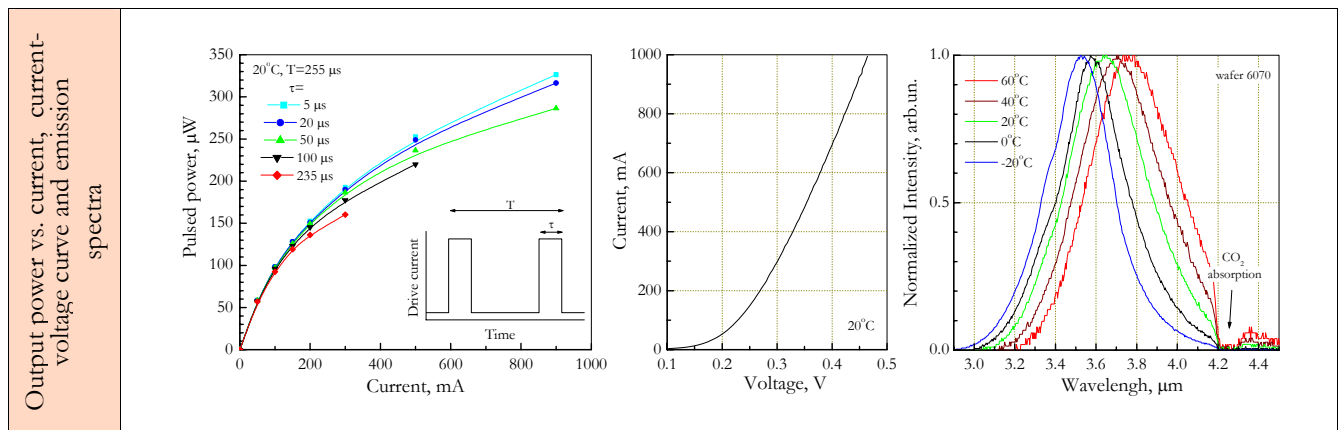 Output power vs. current, current-
voltage curve and emission
spectra
350
300
250
200
150
100
50
0
Pulsed power, µW
20°C, T=255 µs
τ=
5 µs
20 µs
50 µs
100 µs
235 µs
T
τ
Drive current
Time
0 200 400 600 800 1000
Current, mA
1000
800
600
400
200
0
Current, mA
20°C
0.1 0.2 0.3 0.4 0.5
Voltage, V
1.0
0.5
0.0
Normalized Intensity, arb.un.
wafer 6070
60°C
40°C
20°C
0°C
-20°C
CO2
absorption
3.0 3.2 3.4 3.6 3.8 4.0 4.2 4.4
Wavelengh, µm